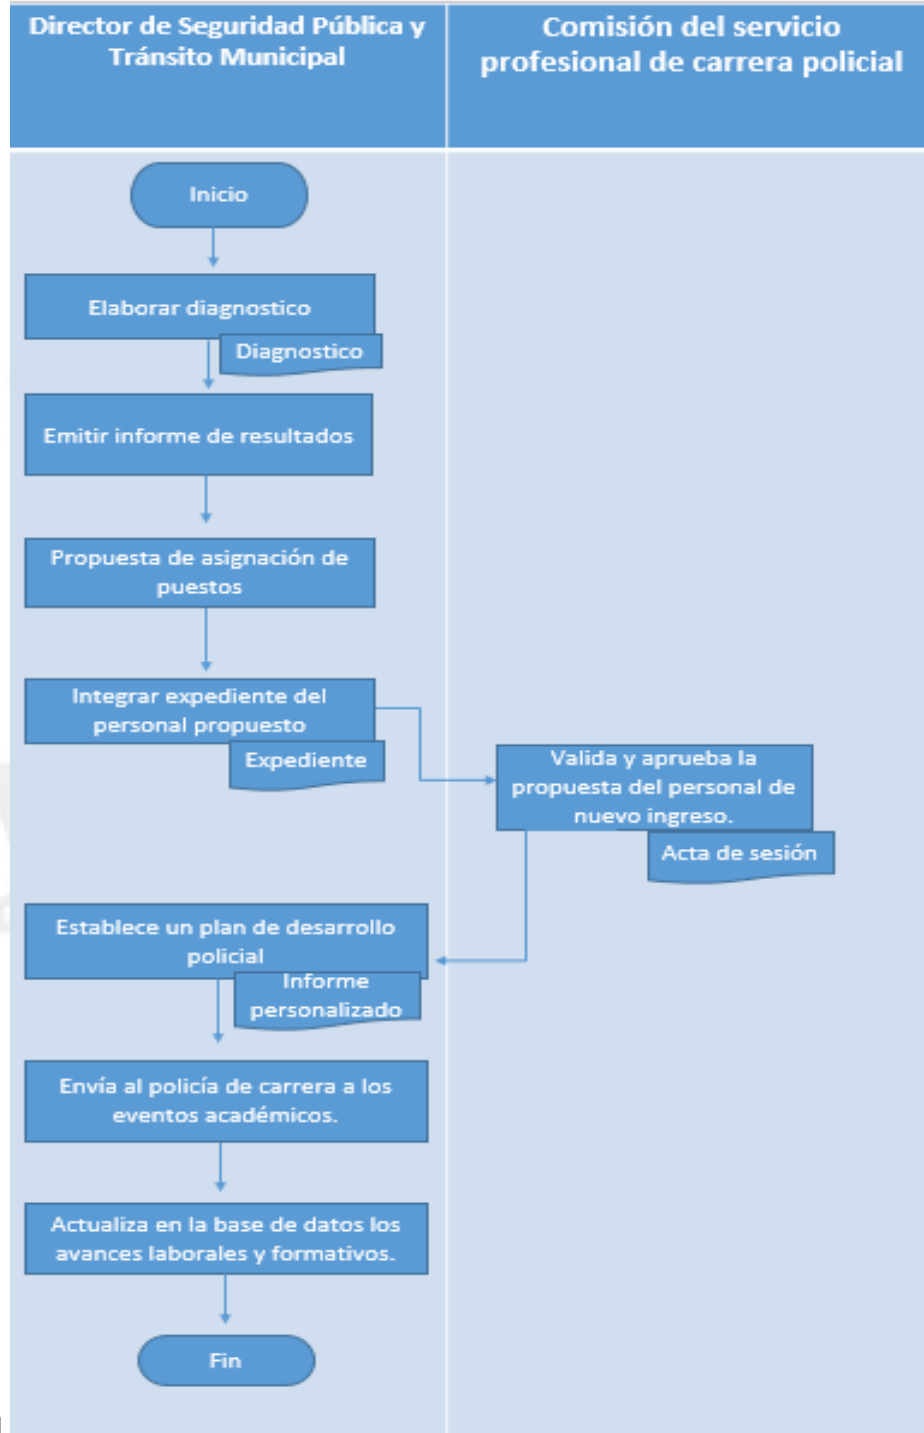 Director de Seguridad Pública y
Tránsito Municipal
Comisión del servicio
profesional de carrera policial
Inicio
Elaborar diagnostico
Diagnostico
Emitir informe de resultados
Propuesta de asignación de
puestos
Integrar expediente del
personal propuesto
Expediente
Valida y aprueba la
propuesta del personal de
nuevo ingreso.
Acta de sesión
Establece un plan de desarrollo
policial
Informe
personalizado
Envía al policía de carrera a los
eventos académicos.
Actualiza en la base de datos los
avances laborales y formativos.
Fin